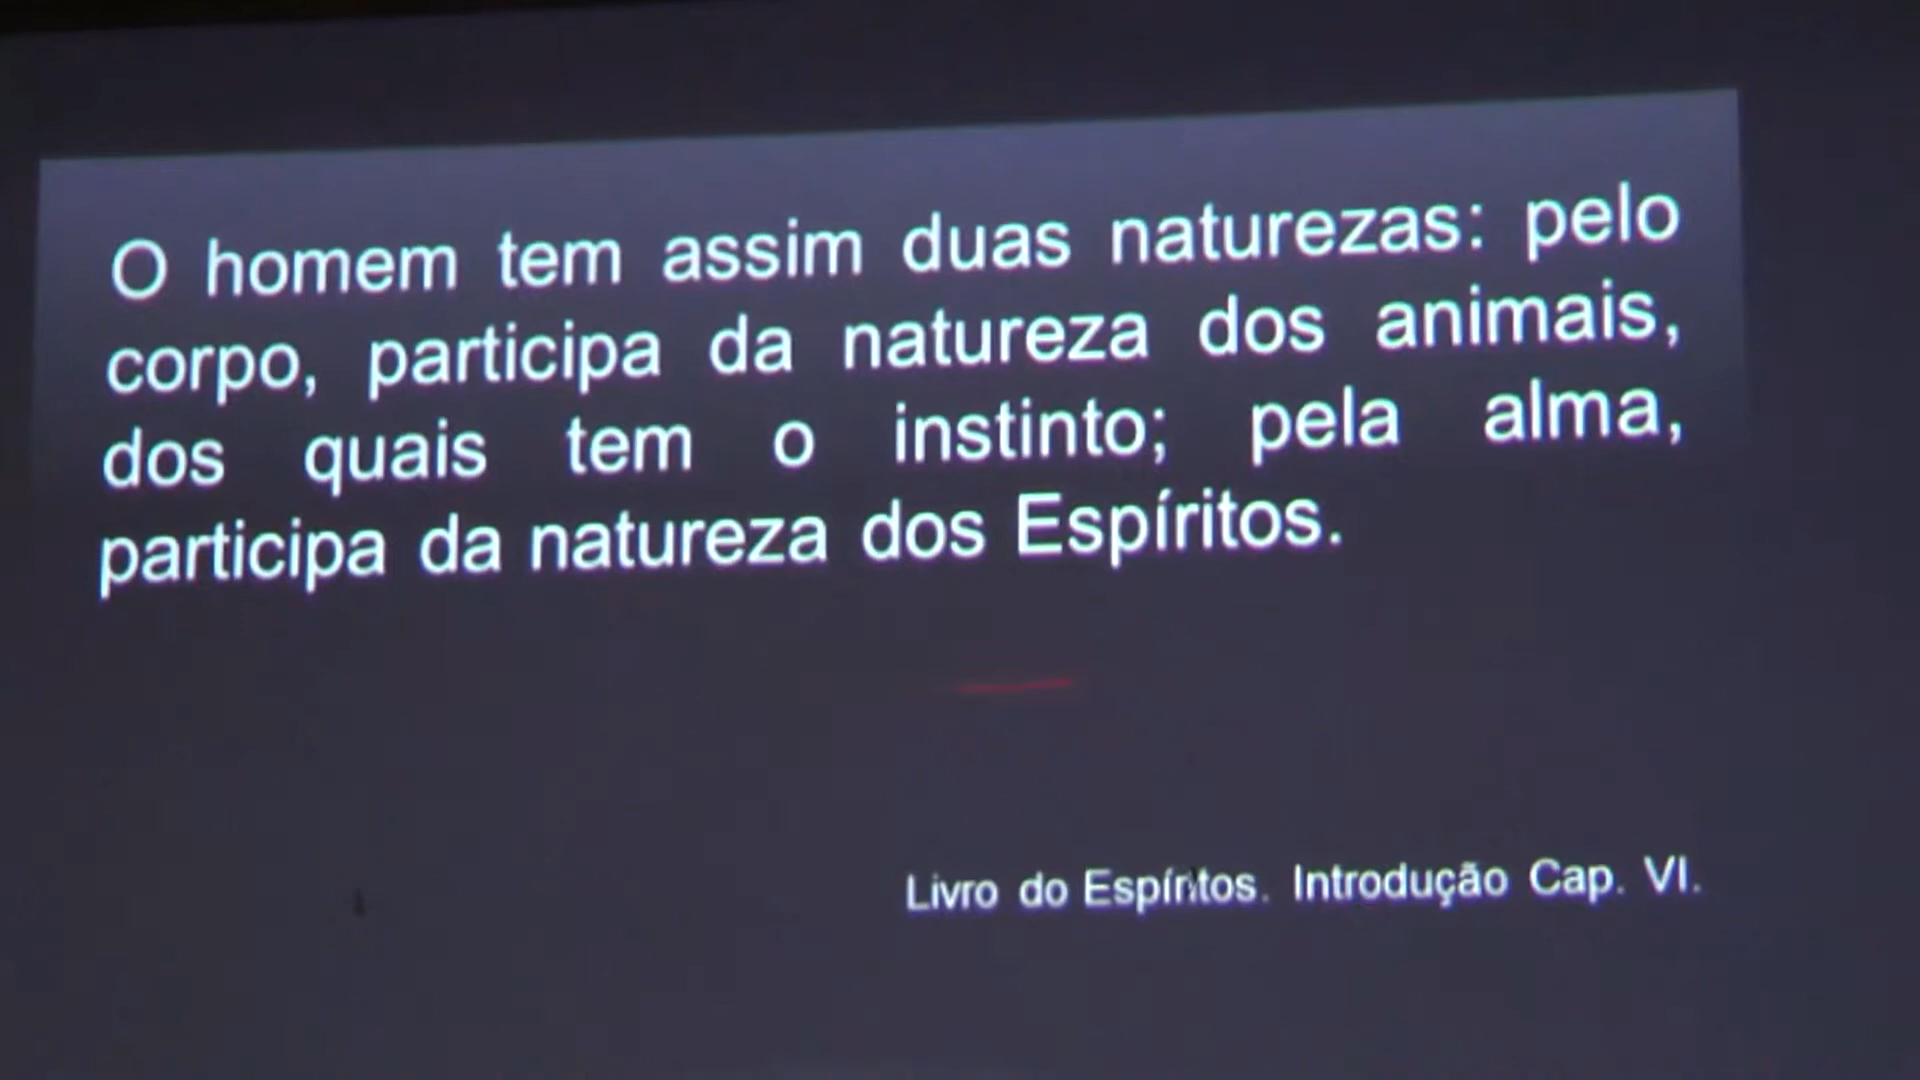 O homem tem assim duas naturezas: pelo
corpo, participa da natureza dos animais,
dos quais tem o instinto; pela alma,
participa da natureza dos Espíritos.
Livro do Espíritos. Introdução Cap. VI.